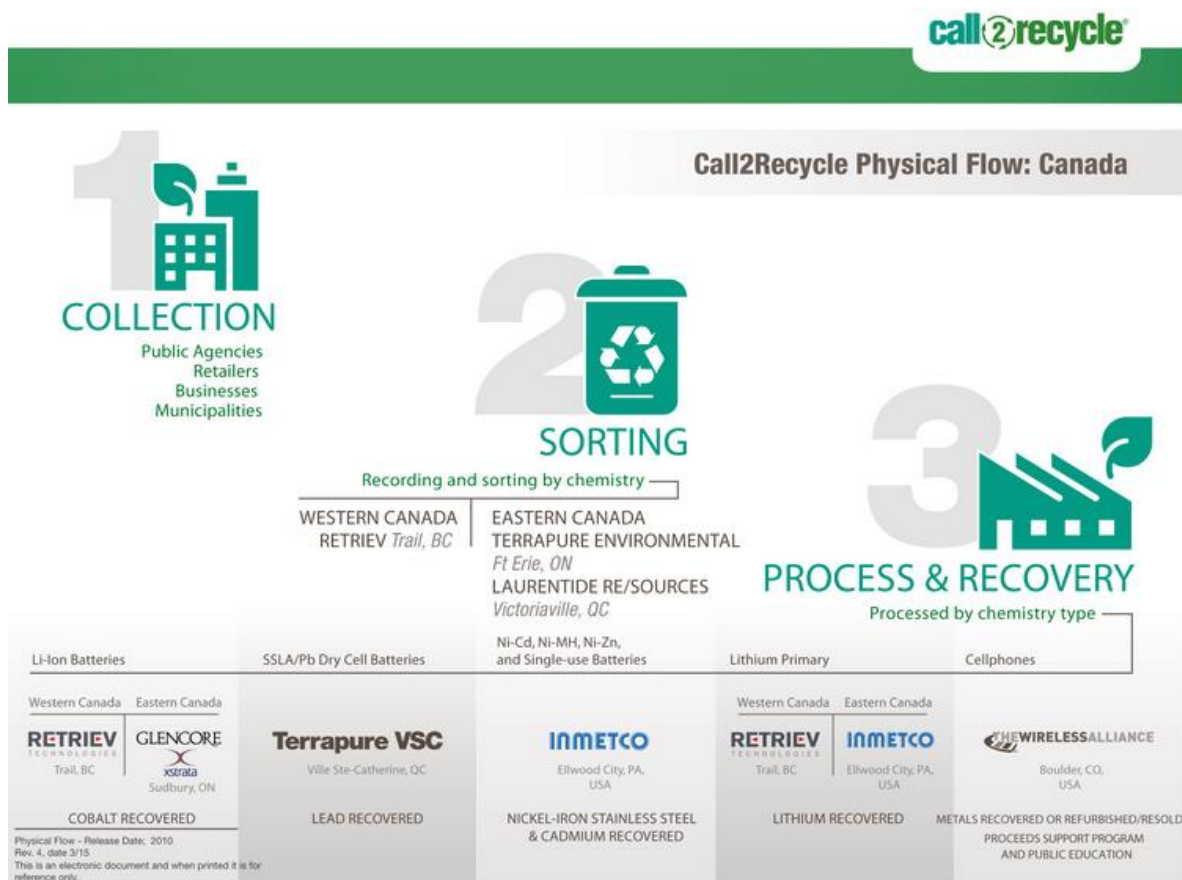 call2recycle®
Call2Recycle Physical Flow: Canada
1
COLLECTION
Public Agencies
Retailers
Businesses
Municipalities
2
SORTING
Recording and sorting by chemistry
WESTERN CANADA
RETRIEV Trail, BC
EASTERN CANADA
TERRAPURE ENVIRONMENTAL
Ft Erie, ON
LAURENTIDE RE/SOURCES
Victoriaville, QC
3
PROCESS & RECOVERY
Processed by chemistry type
Li-Ion Batteries
Western Canada
RETRIEV
TECHNOLOGIES
Trail, BC
Eastern Canada
GLENCORE
xstrata
Sudbury, ON
COBALT RECOVERED
SSLA/Pb Dry Cell Batteries
Terrapure VSC
Ville Ste-Catherine, QC
LEAD RECOVERED
Ni-Cd, Ni-MH, Ni-Zn,
and Single-use Batteries
INMETCO
Ellwood City, PA,
USA
NICKEL-IRON STAINLESS STEEL
& CADMIUM RECOVERED
Lithium Primary
Western Canada
RETRIEV
TECHNOLOGIES
Trail, BC
Eastern Canada
INMETCO
Ellwood City, PA,
USA
LITHIUM RECOVERED
Cellphones
THEWIRELESSALLIANCE
Boulder, CO,
USA
METALS RECOVERED OR REFURBISHED/RESOLD
PROCEEDS SUPPORT PROGRAM
AND PUBLIC EDUCATION
Physical Flow - Release Date; 2010
Rev. 4, date 3/15
This is an electronic document and when printed it is for
reference only.